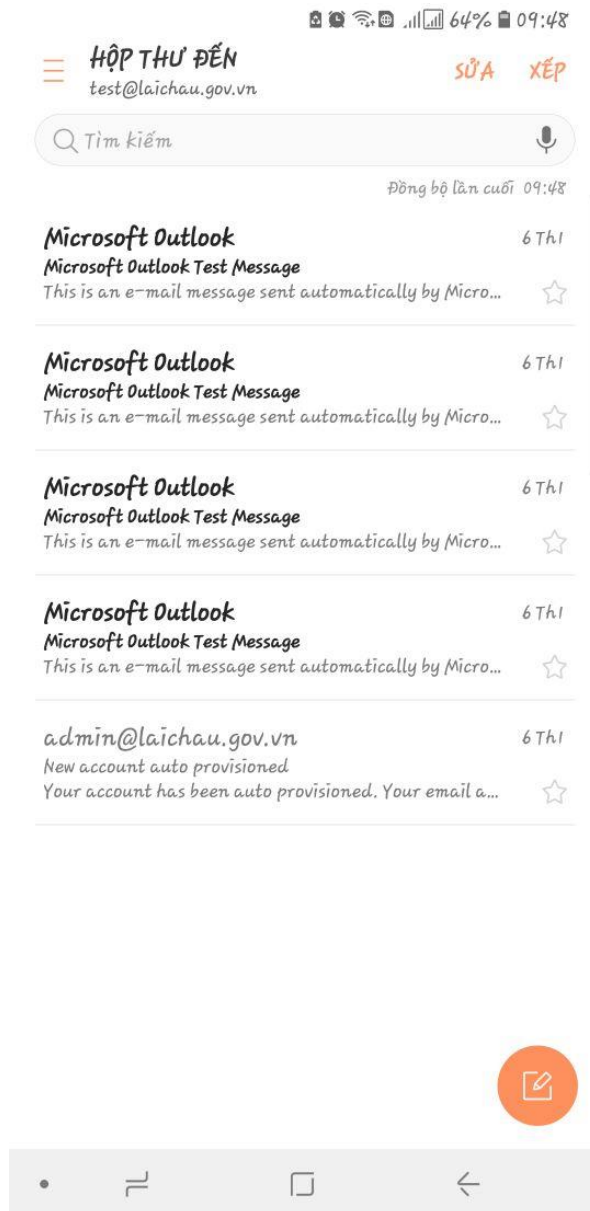 64% 09:48
HỘP THƯ ĐẾN
test@laichau.gov.vn
SỬA XẾP
Tìm kiếm
Đồng bộ lần cuối 09:48
Microsoft Outlook 6 Th1
Microsoft Outlook Test Message
This is an e-mail message sent automatically by Micro...
Microsoft Outlook 6 Th1
Microsoft Outlook Test Message
This is an e-mail message sent automatically by Micro...
Microsoft Outlook 6 Th1
Microsoft Outlook Test Message
This is an e-mail message sent automatically by Micro...
Microsoft Outlook 6 Th1
Microsoft Outlook Test Message
This is an e-mail message sent automatically by Micro...
admin@laichau.gov.vn 6 Th1
New account auto provisioned
Your account has been auto provisioned. Your email a...